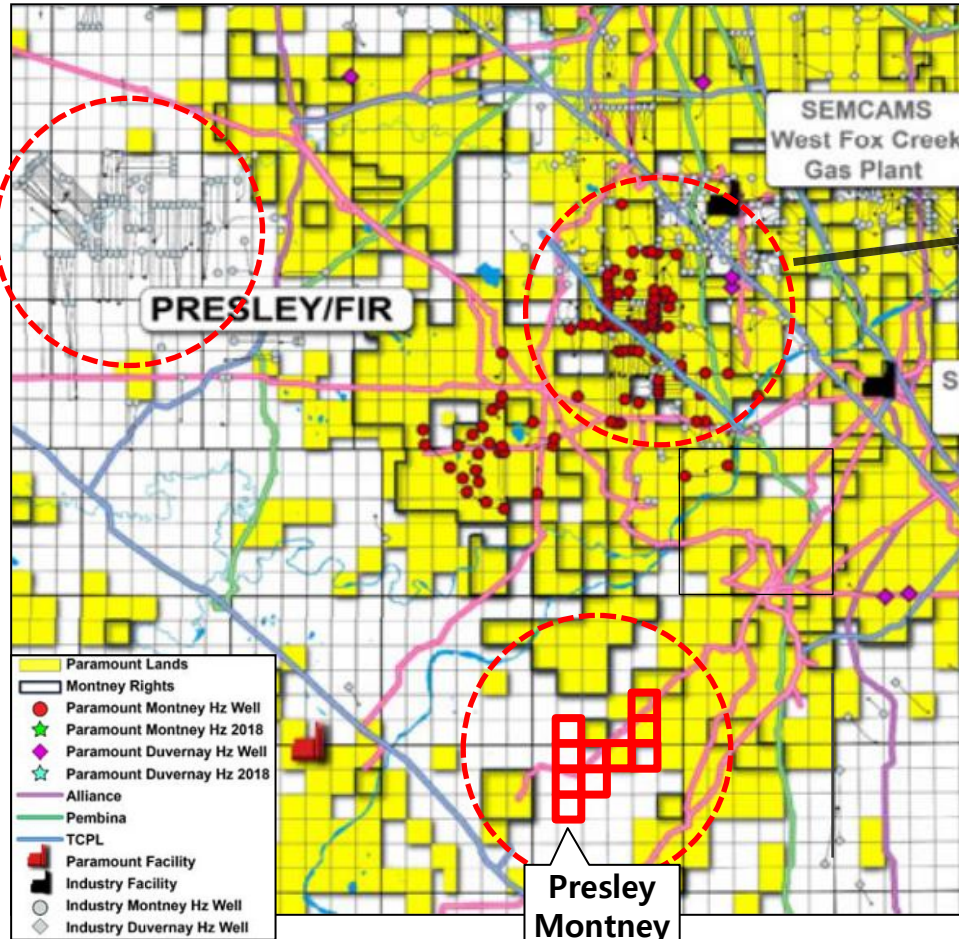 SEMCAMS
West Fox Creek
Gas Plant
PRESLEY/FIR
S
Paramount Lands
Montney Rights
Paramount Montney Hz Well
Paramount Montney Hz 2018
Paramount Duvernay Hz Well
Paramount Duvernay Hz 2018
Alliance
Pembina
TCPL
Paramount Facility
Industry Facility
Industry Montney Hz Well
Industry Duvernay Hz Well
Presley
Montney